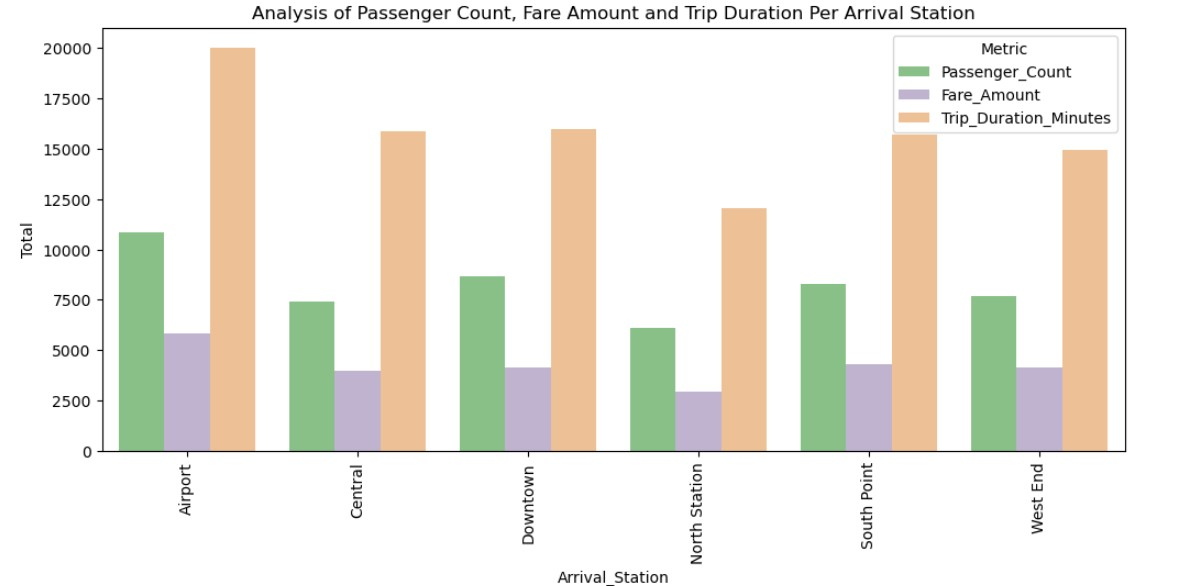 Analysis of Passenger Count, Fare Amount and Trip Duration Per Arrival Station
Metric
Passenger_Count
Fare_Amount
Trip_Duration_Minutes
Total
20000
17500
15000
12500
10000
7500
5000
2500
0
Airport
Central
Downtown
North Station
South Point
West End
Arrival_Station